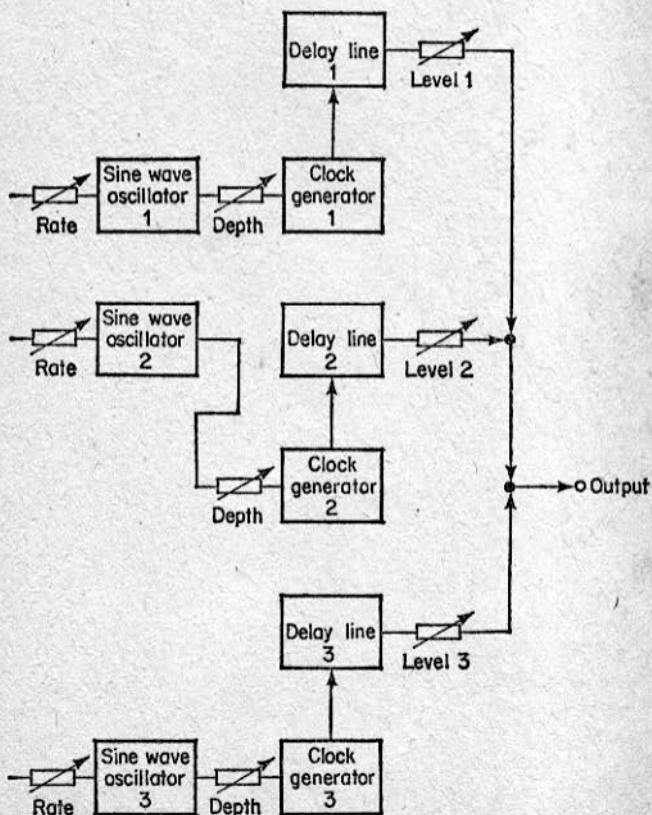 Delay line
1
Level 1
Sine wave
oscillator
1
Clock
generator
1
Rate
Depth
Sine wave
oscillator
2
Delay line
2
Rate
Level 2
Clock
generator
2
Depth
Output
Delay line
3
Level 3
Sine wave
oscillator
3
Clock
generator
3
Rate
Depth